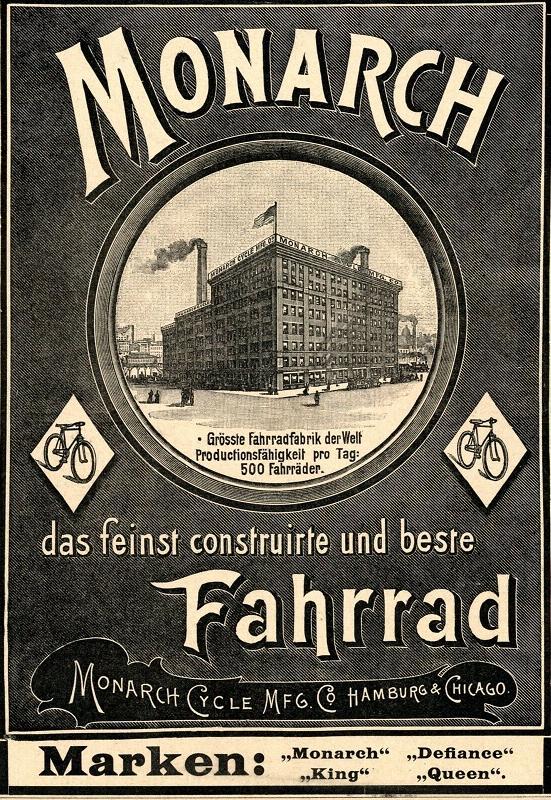 MONARCH
MONARCH CYCLE MFG. CO. MONARCH
• Grösste Fahrradfabrik der Welt
Productionsfähigkeit pro Tag:
500 Fahrräder.
das feinst construirte und beste
Fahrrad
MONARCH CYCLE MFG. CO HAMBURG & CHICAGO.
Marken: „Monarch“ „Defiance“
„King“ „Queen“.